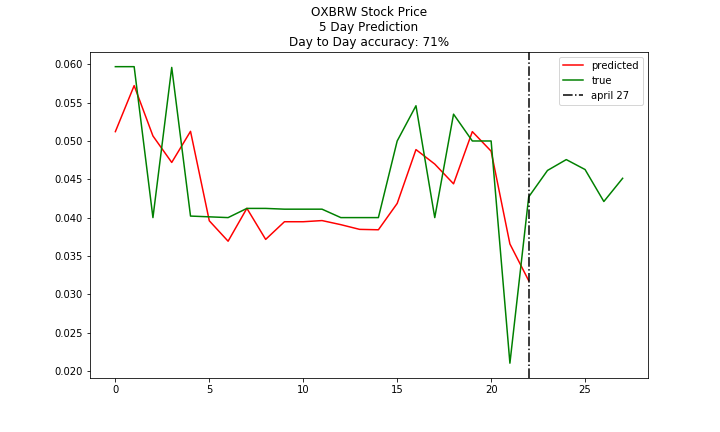 OXBRW Stock Price
5 Day Prediction
Day to Day accuracy: 71%
predicted
true
april 27
0.060
0.055
0.050
0.045
0.040
0.035
0.030
0.025
0.020
0
5
10
15
20
25